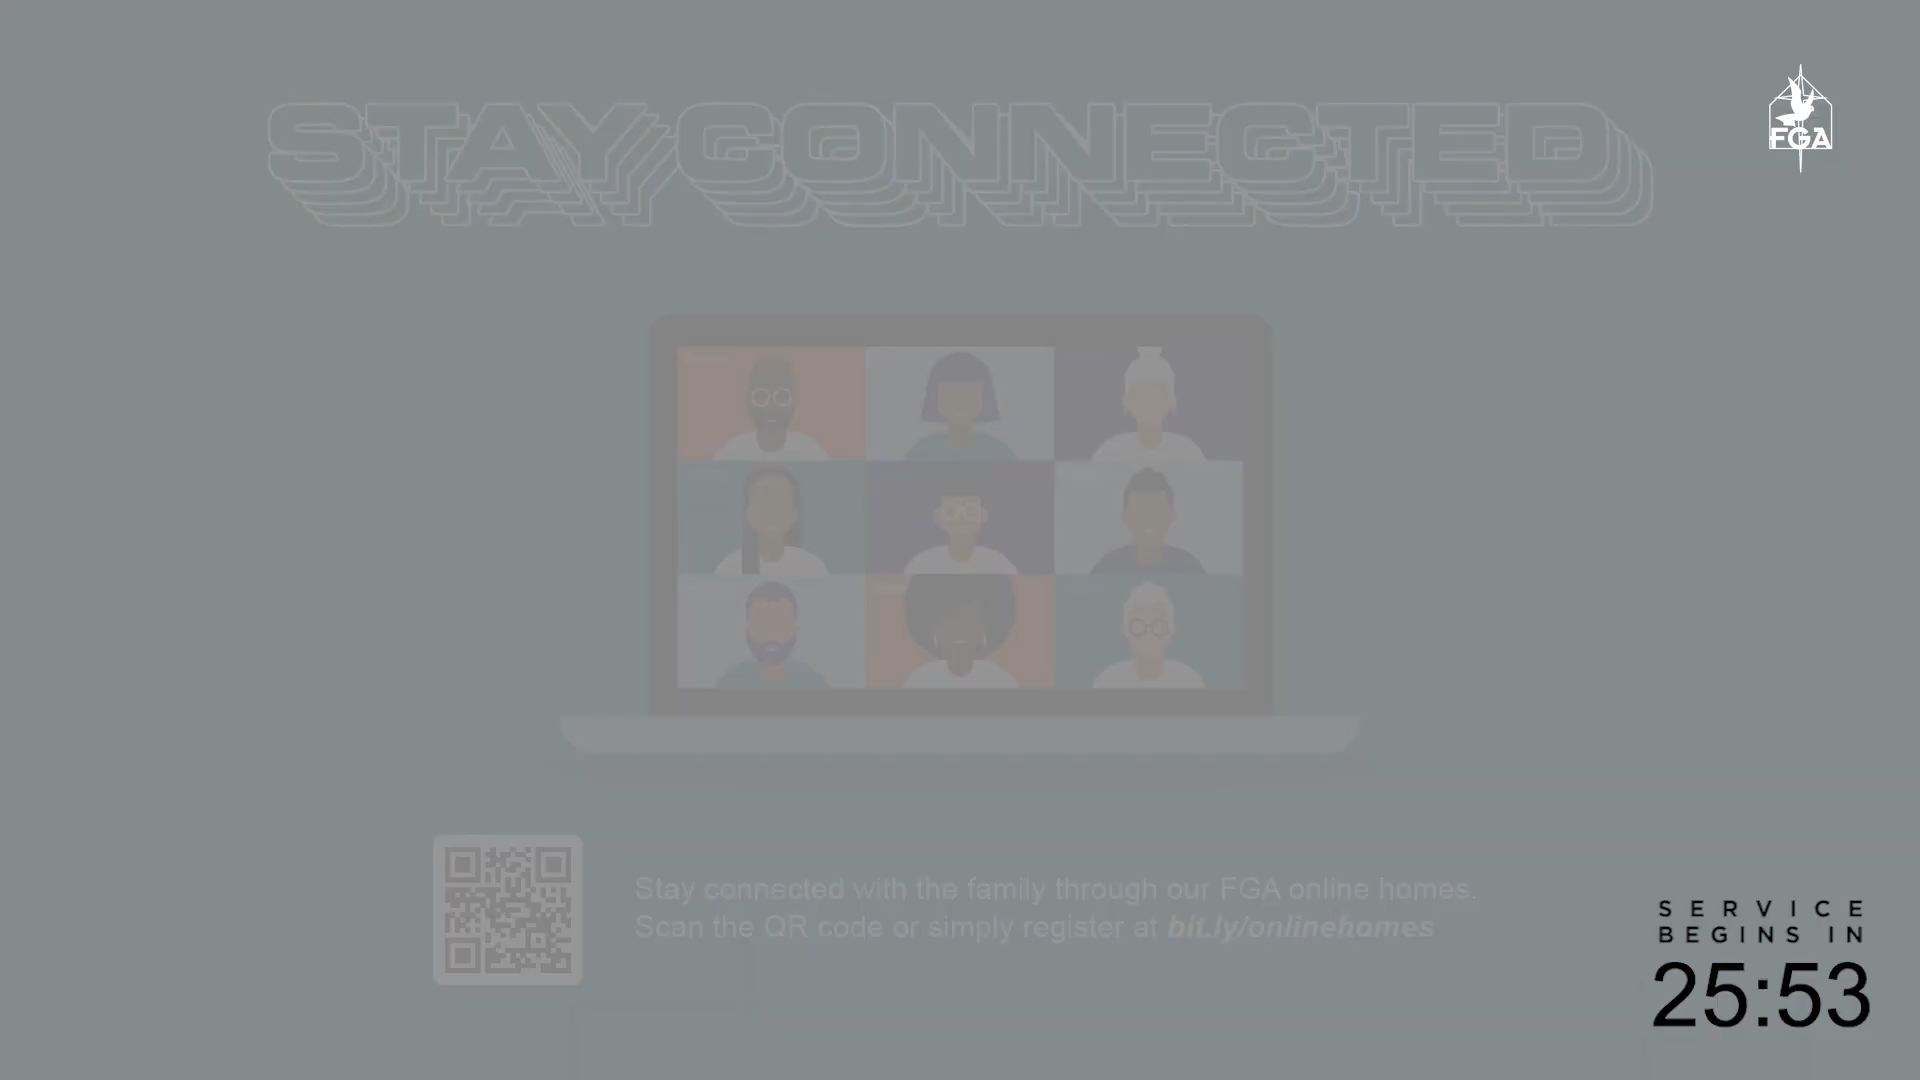 STAY CONNECTED
FGA
Stay connected with the family through our FGA online homes.
Scan the QR code or simply register at bit.ly/onlinehomes
SERVICE
BEGINS IN
25:53